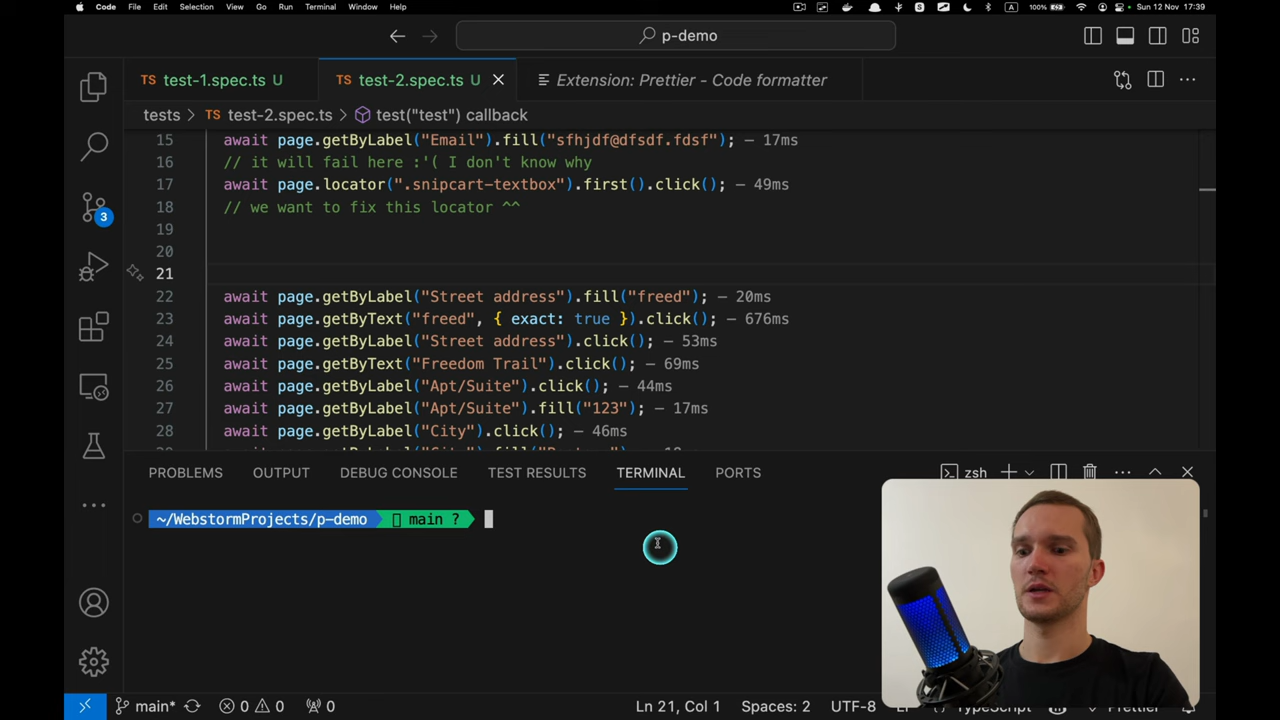 Code File Edit Selection View Go Run Terminal Window Help
A 100% Sun 12 Nov 17:39
p-demo
TS test-1.spec.ts U
TS test-2.spec.ts U
Extension: Prettier - Code formatter
tests > TS test-2.spec.ts > test("test") callback
15 await page.getByLabel("Email").fill("sfhjdf@dfsdf.fdsf"); — 17ms
16 // it will fail here :'( I don't know why
17 await page.locator(".snipcart-textbox").first().click(); — 49ms
18 // we want to fix this locator ^^
19
20
21
22 await page.getByLabel("Street address").fill("freed"); — 20ms
23 await page.getByText("freed", { exact: true }).click(); — 676ms
24 await page.getByLabel("Street address").click(); — 53ms
25 await page.getByText("Freedom Trail").click(); — 69ms
26 await page.getByLabel("Apt/Suite").click(); — 44ms
27 await page.getByLabel("Apt/Suite").fill("123"); — 17ms
28 await page.getByLabel("City").click(); — 46ms
3
PROBLEMS OUTPUT DEBUG CONSOLE TEST RESULTS TERMINAL PORTS
zsh
~/WebstormProjects/p-demo main ?
main* 0 0 0
Ln 21, Col 1 Spaces: 2 UTF-8 LF TypeScript Prettier